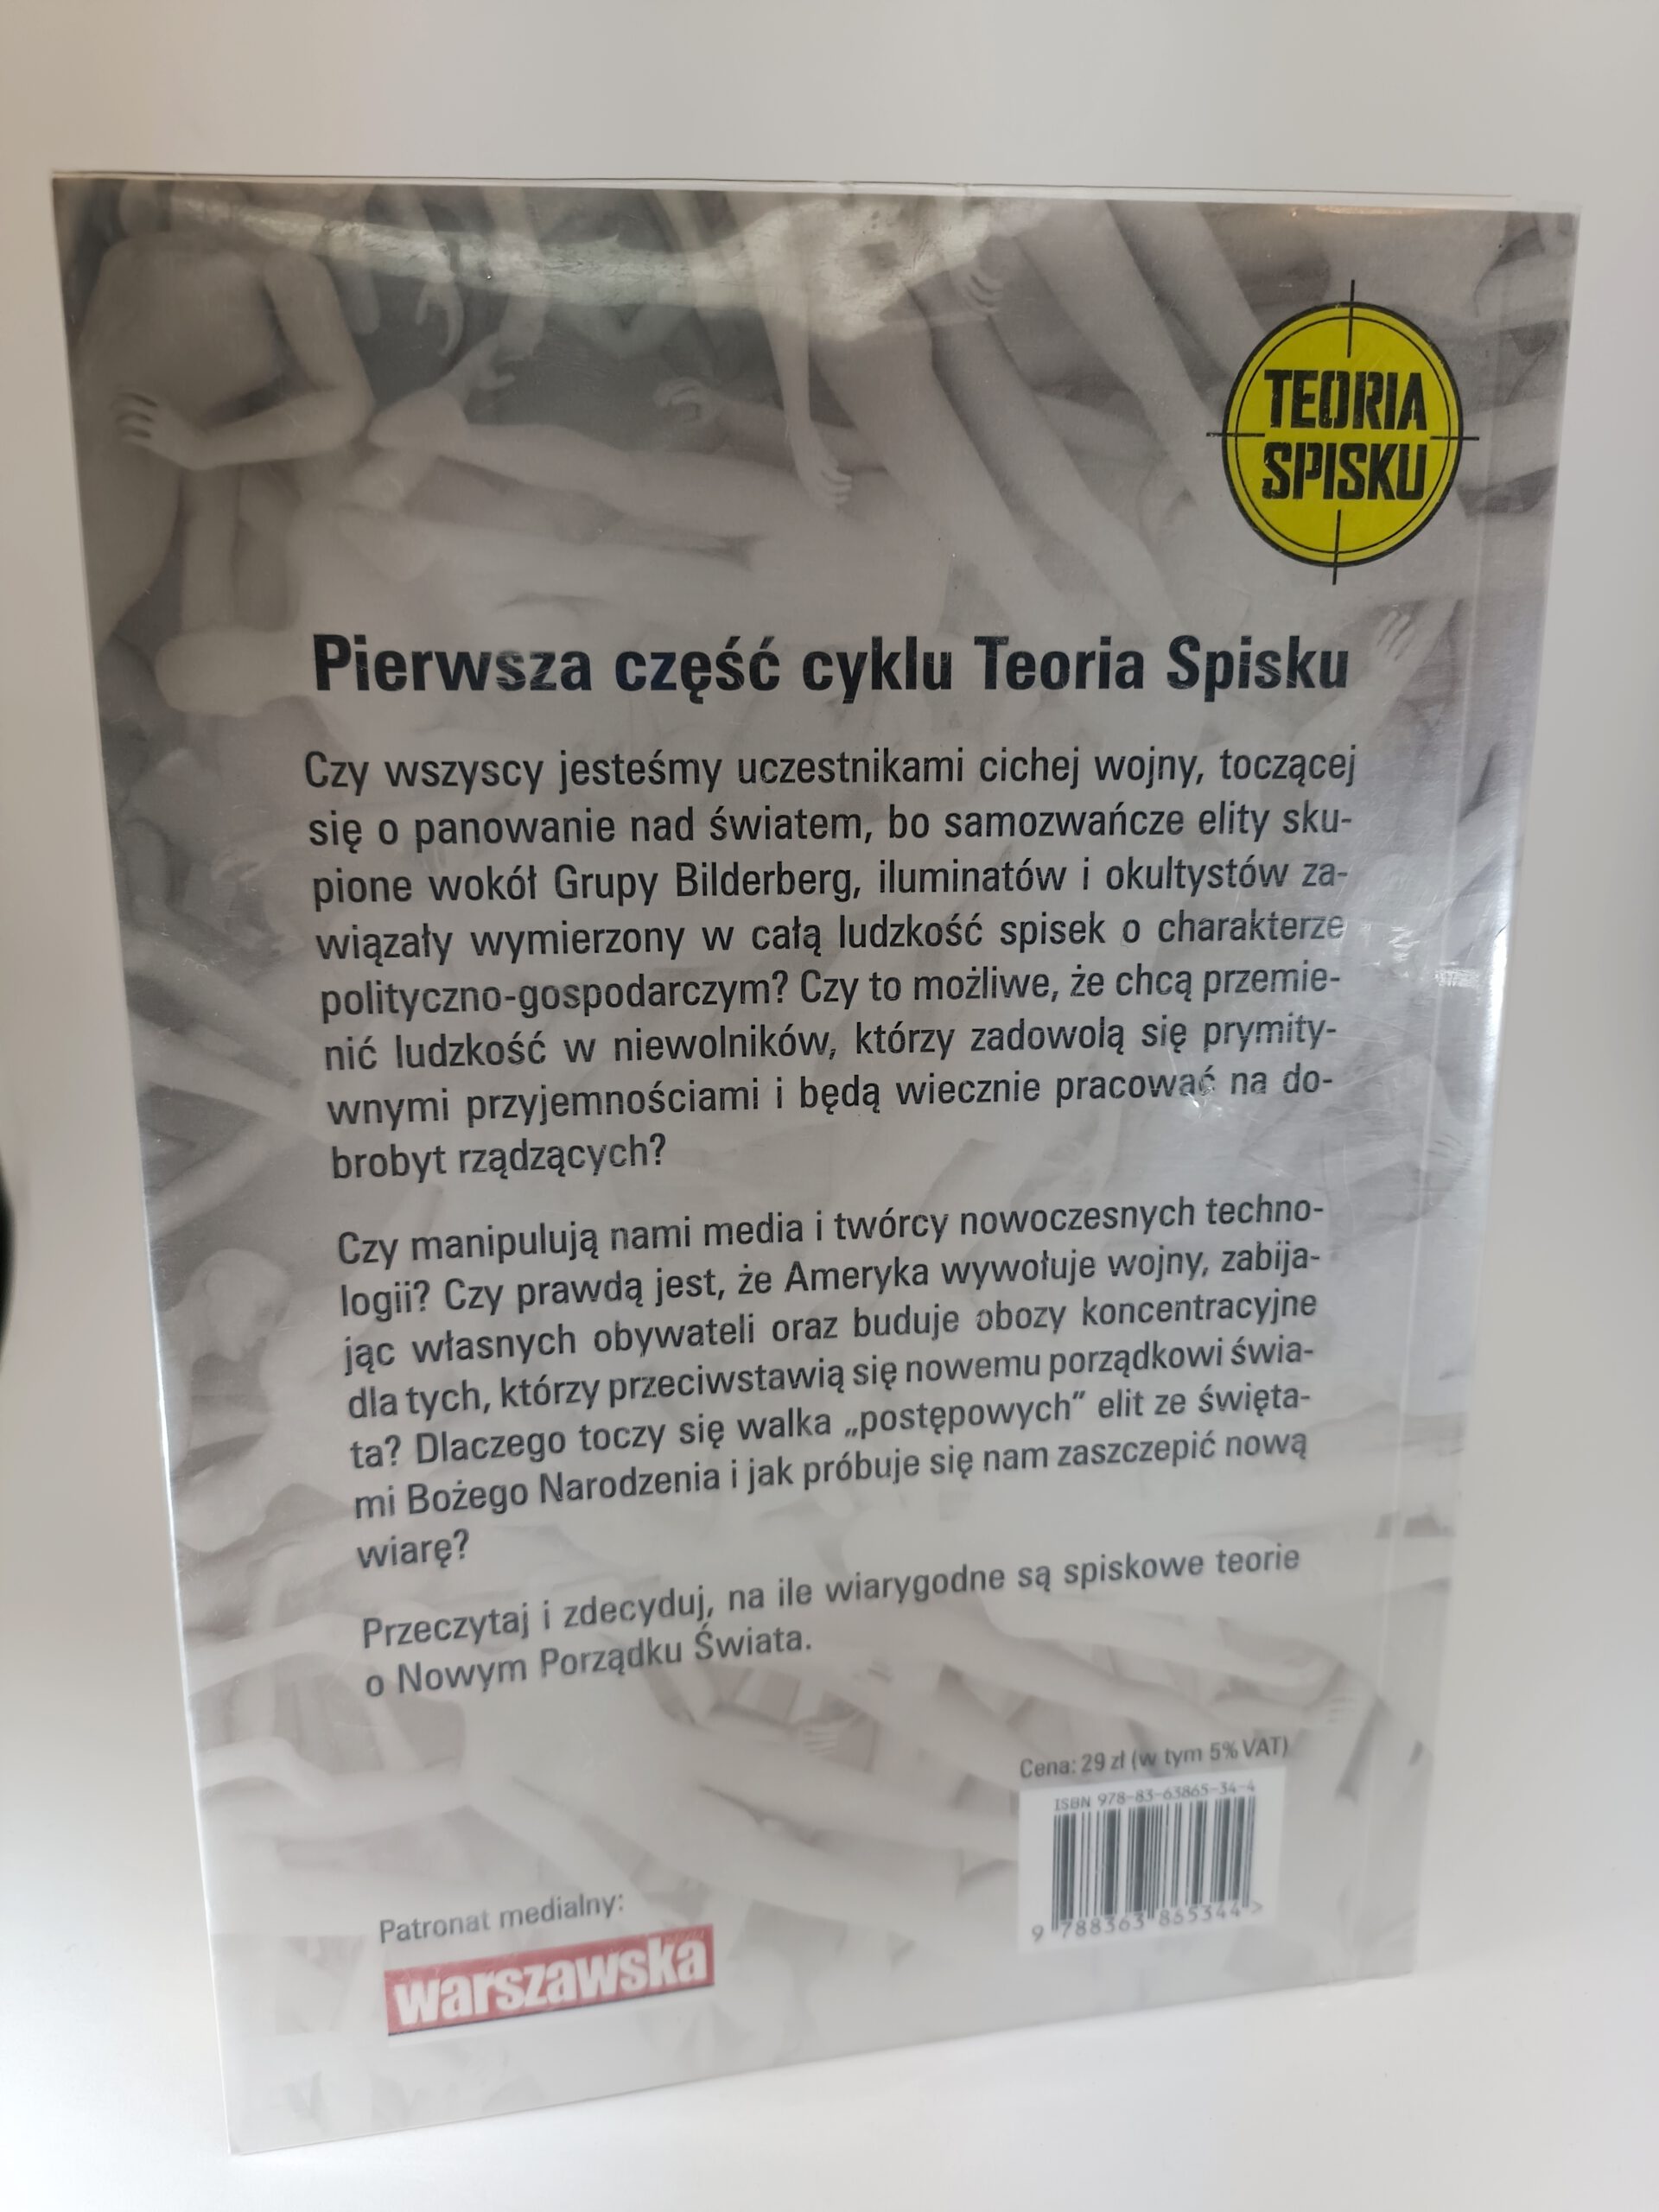 TEORIA
SPISKU
Pierwsza część cyklu Teoria Spisku
Czy wszyscy jesteśmy uczestnikami cichej wojny, toczącej
się o panowanie nad światem, bo samozwańcze elity sku-
pione wokół Grupy Bilderberg, iluminatów i okultystów za-
wiązały wymierzony w całą ludzkość spisek o charakterze
polityczno-gospodarczym? Czy to możliwe, że chcą przemie-
nić ludzkość w niewolników, którzy zadowolą się prymity-
wnymi przyjemnościami i będą wiecznie pracować na do-
brobyt rządzących?
Czy manipulują nami media i twórcy nowoczesnych techno-
logii? Czy prawdą jest, że Ameryka wywołuje wojny, zabija-
jąc własnych obywateli oraz buduje obozy koncentracyjne
dla tych, którzy przeciwstawią się nowemu porządkowi świa-
ta? Dlaczego toczy się walka „postępowych” elit ze święta-
mi Bożego Narodzenia i jak próbuje się nam zaszczepić nową
wiarę?
Przeczytaj i zdecyduj, na ile wiarygodne są spiskowe teorie
o Nowym Porządku Świata.
Cena: 29 zł (w tym 5% VAT)
ISBN 978-83-63865-34-4
9 788363 865344 >
Patronat medialny:
warszawska